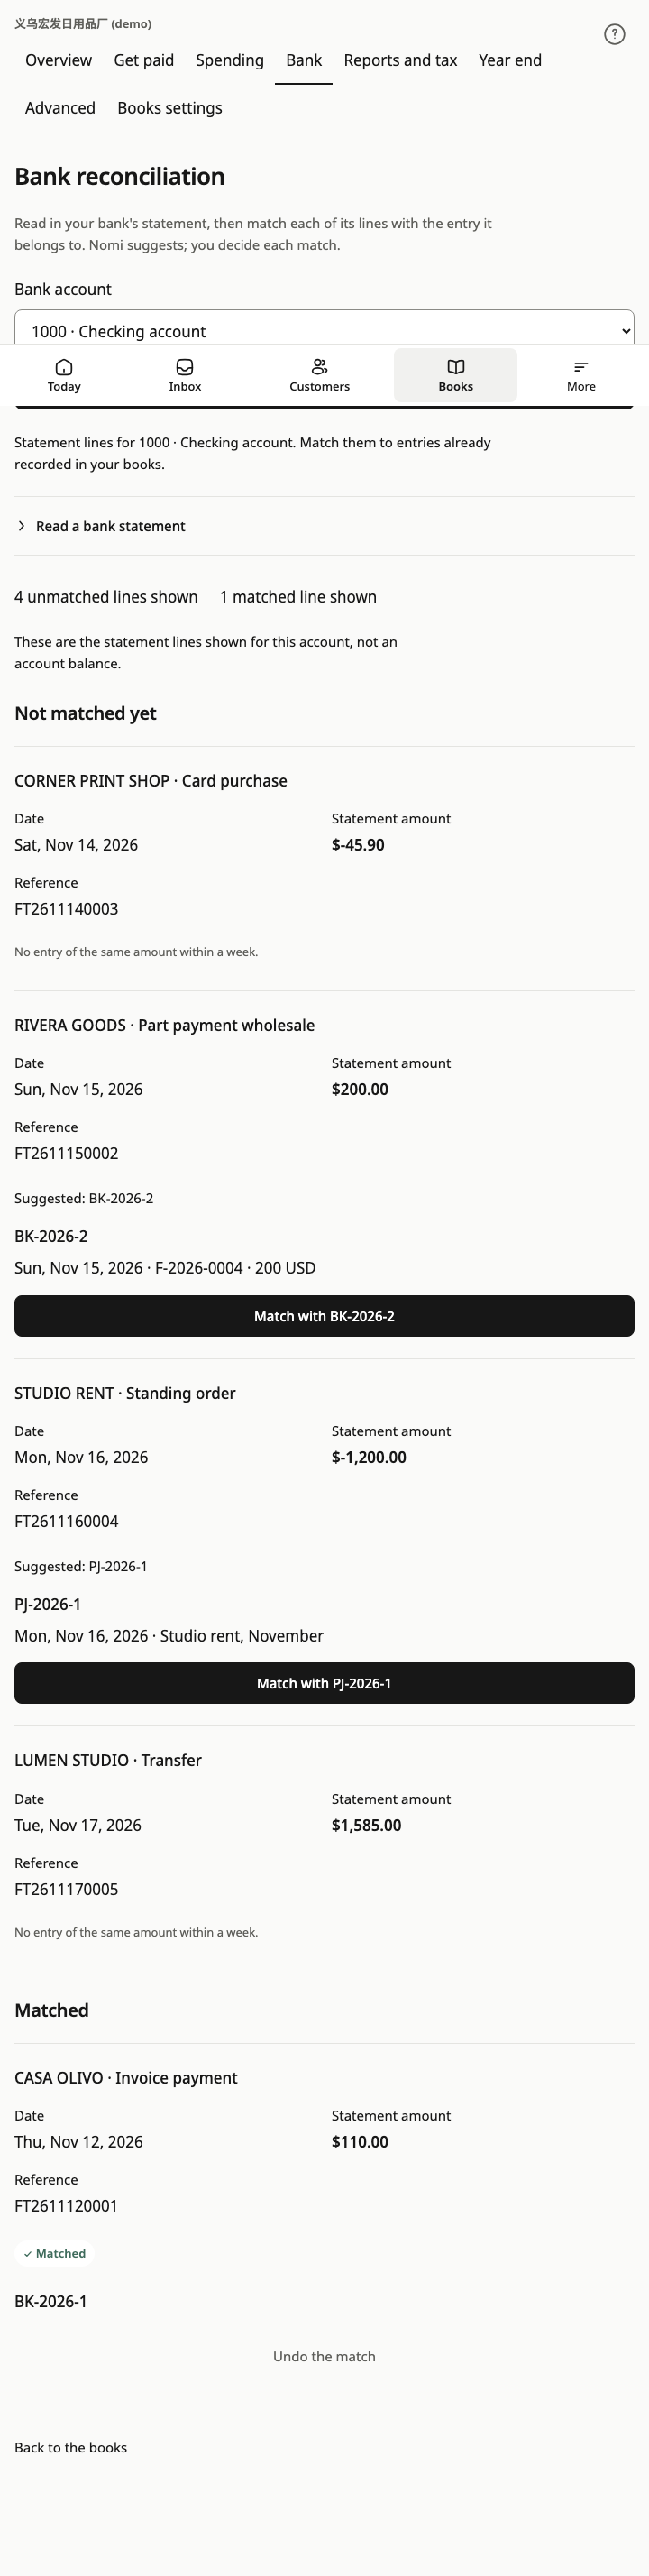 义乌宏发日用品厂 (demo)
Overview
Get paid
Spending
Bank
Reports and tax
Year end
Advanced
Books settings
Bank reconciliation
Read in your bank's statement, then match each of its lines with the entry it
belongs to. Nomi suggests; you decide each match.
Bank account
1000 · Checking account
Today
Inbox
Customers
Books
More
Statement lines for 1000 · Checking account. Match them to entries already
recorded in your books.
Read a bank statement
4 unmatched lines shown
1 matched line shown
These are the statement lines shown for this account, not an
account balance.
Not matched yet
CORNER PRINT SHOP · Card purchase
Date
Statement amount
Sat, Nov 14, 2026
$-45.90
Reference
FT2611140003
No entry of the same amount within a week.
RIVERA GOODS · Part payment wholesale
Date
Statement amount
Sun, Nov 15, 2026
$200.00
Reference
FT2611150002
Suggested: BK-2026-2
BK-2026-2
Sun, Nov 15, 2026 · F-2026-0004 · 200 USD
Match with BK-2026-2
STUDIO RENT · Standing order
Date
Statement amount
Mon, Nov 16, 2026
$-1,200.00
Reference
FT2611160004
Suggested: PJ-2026-1
PJ-2026-1
Mon, Nov 16, 2026 · Studio rent, November
Match with PJ-2026-1
LUMEN STUDIO · Transfer
Date
Statement amount
Tue, Nov 17, 2026
$1,585.00
Reference
FT2611170005
No entry of the same amount within a week.
Matched
CASA OLIVO · Invoice payment
Date
Statement amount
Thu, Nov 12, 2026
$110.00
Reference
FT2611120001
Matched
BK-2026-1
Undo the match
Back to the books